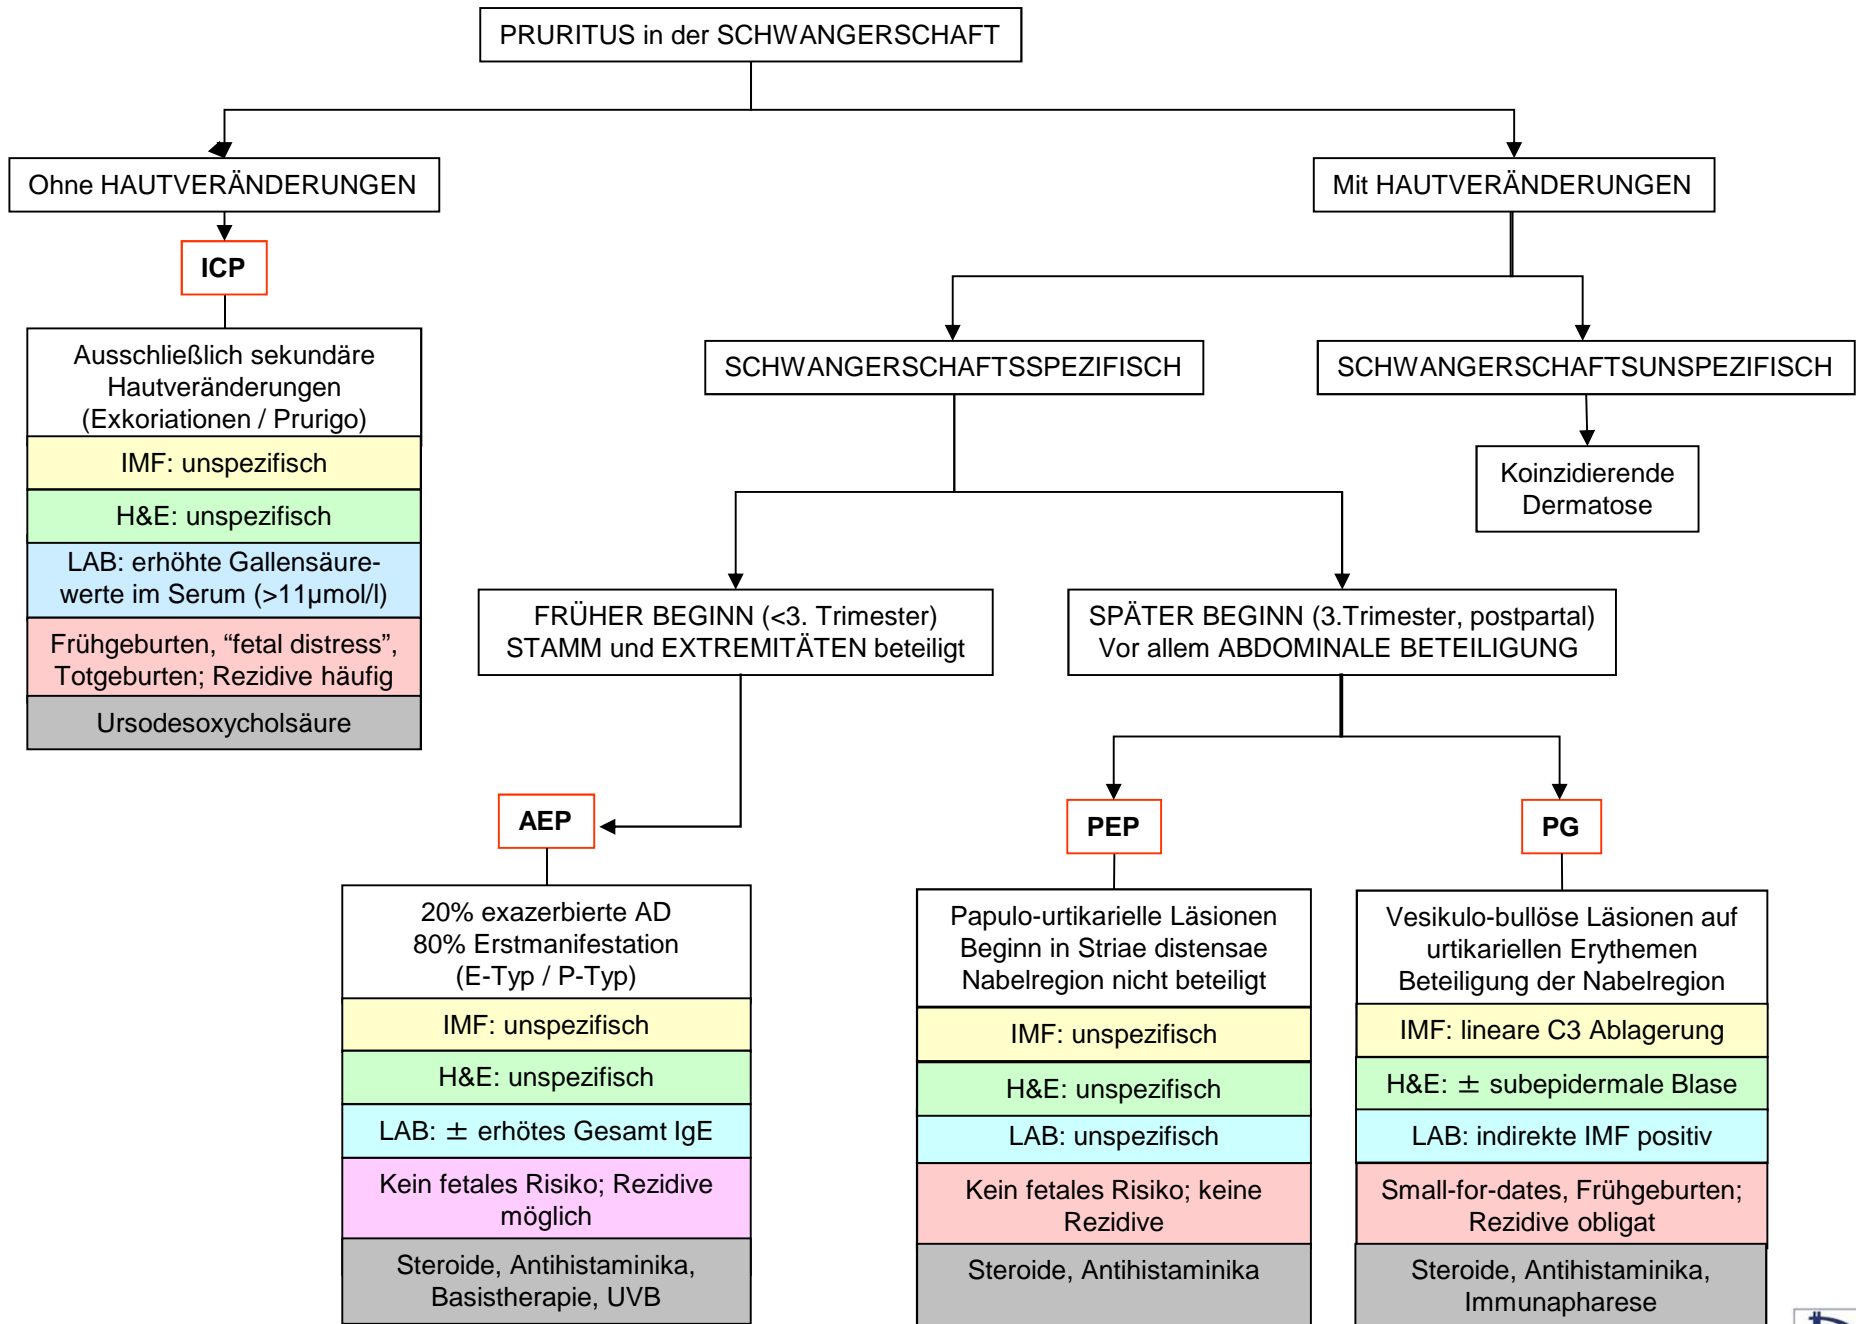 PRURITUS in der SCHWANGERSCHAFT
Ohne HAUTVERÄNDERUNGEN
Mit HAUTVERÄNDERUNGEN
ICP
Ausschließlich sekundäre
Hautveränderungen
(Exkoriationen / Prurigo)
IMF: unspezifisch
H&E: unspezifisch
LAB: erhöhte Gallensäure-
werte im Serum (>11µmol/l)
Frühgeburten, “fetal distress”,
Totgeburten; Rezidive häufig
Ursodesoxycholsäure
SCHWANGERSCHAFTSSPEZIFISCH
SCHWANGERSCHAFTSUNSPEZIFISCH
Koinzidierende
Dermatose
FRÜHER BEGINN (<3. Trimester)
STAMM und EXTREMITÄTEN beteiligt
SPÄTER BEGINN (3.Trimester, postpartal)
Vor allem ABDOMINALE BETEILIGUNG
AEP
20% exazerbierte AD
80% Erstmanifestation
(E-Typ / P-Typ)
IMF: unspezifisch
H&E: unspezifisch
LAB: ± erhötes Gesamt IgE
Kein fetales Risiko; Rezidive
möglich
Steroide, Antihistaminika,
Basistherapie, UVB
PEP
Papulo-urtikarielle Läsionen
Beginn in Striae distensae
Nabelregion nicht beteiligt
IMF: unspezifisch
H&E: unspezifisch
LAB: unspezifisch
Kein fetales Risiko; keine
Rezidive
Steroide, Antihistaminika
PG
Vesikulo-bullöse Läsionen auf
urtikariellen Erythemen
Beteiligung der Nabelregion
IMF: lineare C3 Ablagerung
H&E: ± subepidermale Blase
LAB: indirekte IMF positiv
Small-for-dates, Frühgeburten;
Rezidive obligat
Steroide, Antihistaminika,
Immunapharese